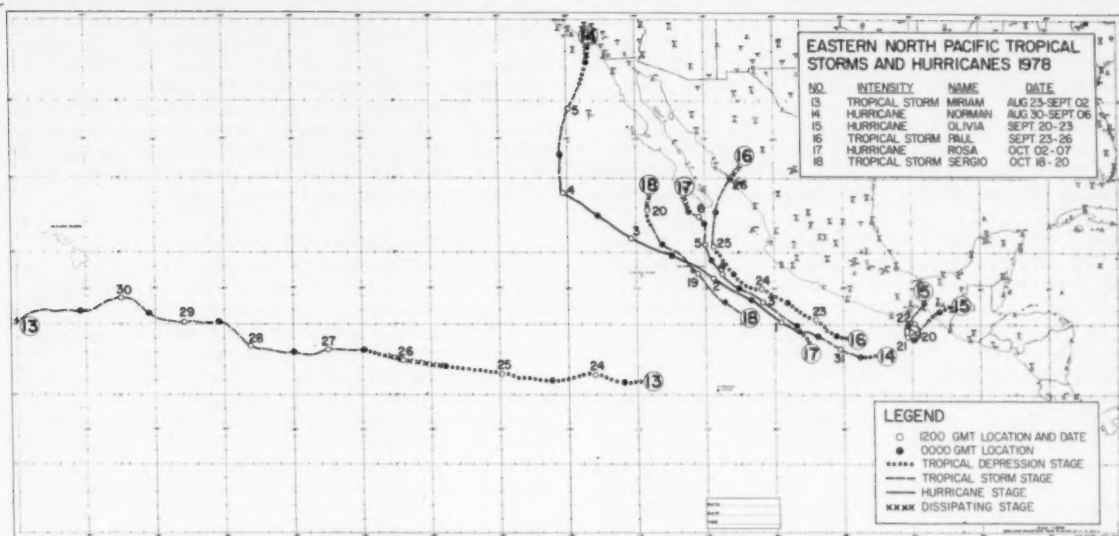 EASTERN NORTH PACIFIC TROPICAL
STORMS AND HURRICANES 1978
NO INTENSITY NAME DATE
13 TROPICAL STORM MIRIAM AUG 23-SEPT 02
14 HURRICANE NORMAN AUG 30-SEPT 06
15 HURRICANE OLIVIA SEPT 20-23
16 TROPICAL STORM PAUL SEPT 23-26
17 HURRICANE ROSA OCT 02-07
18 TROPICAL STORM SERGIO OCT 18-20
14
5
4
3
2
31
14
18
20
19
18
17
6
5
3
17
16
26
25
24
23
16
15
22
21
20
15
13
30
29
28
27
26
25
24
13
LEGEND
1200 GMT LOCATION AND DATE
0000 GMT LOCATION
TROPICAL DEPRESSION STAGE
TROPICAL STORM STAGE
HURRICANE STAGE
DISSIPATING STAGE